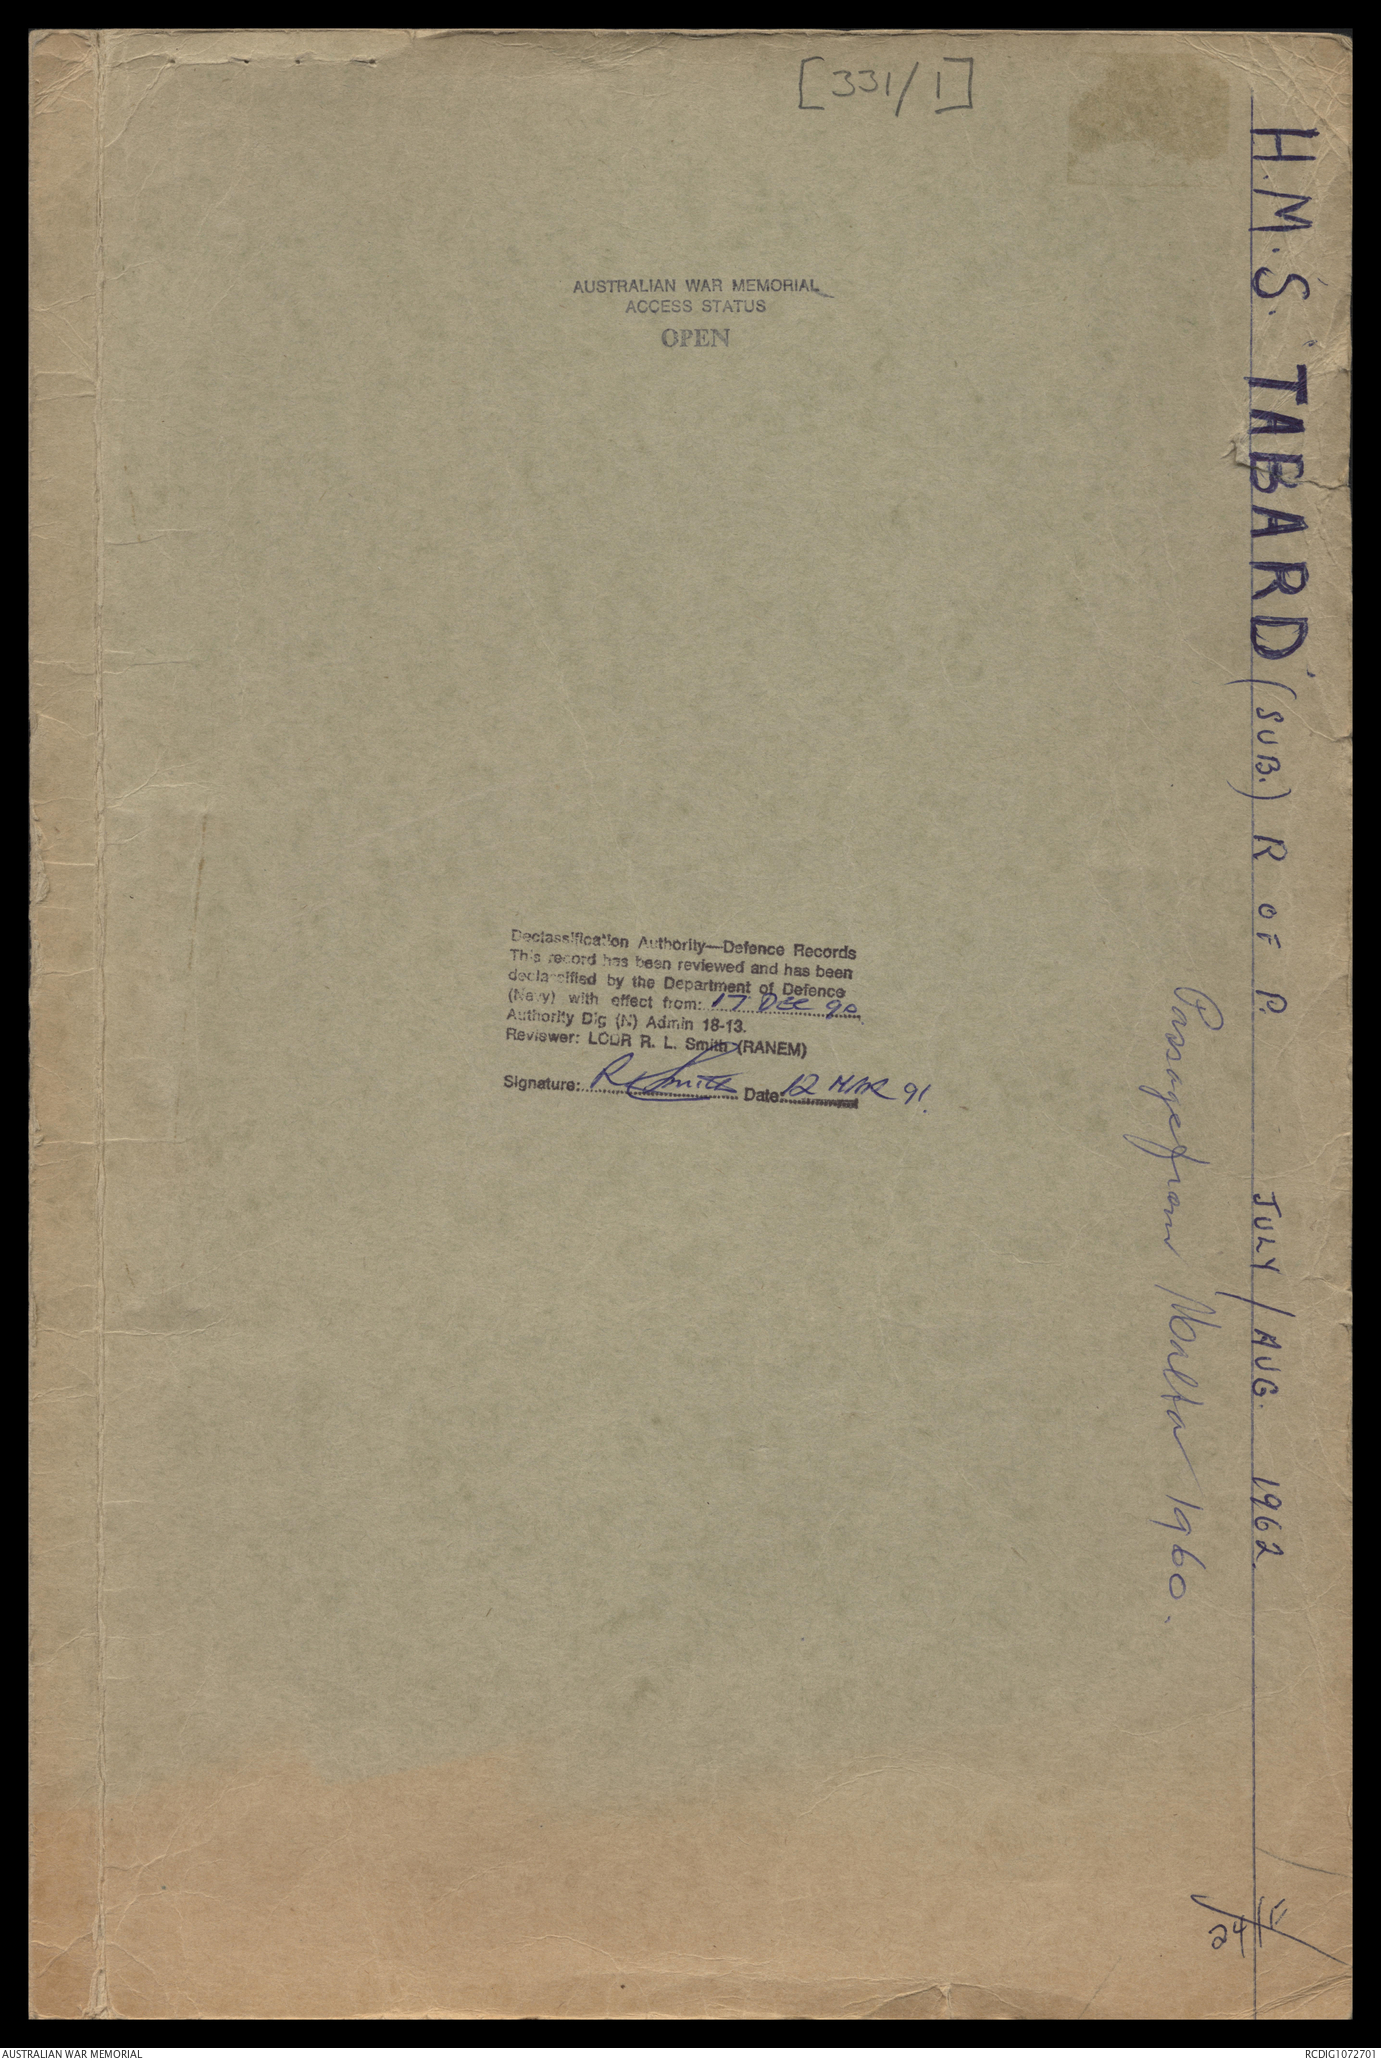 [331/1]
AUSTRALIAN WAR MEMORIAL
ACCESS STATUS
OPEN
H.M.S. 'TABARD' (SUB.) R OF P. JULY / AUG. 1962.
Passage from Malta 1960.
Declassification Authority—Defence Records
This record has been reviewed and has been
declassified by the Department of Defence
(Navy) with effect from: 17 DEC 90
Authority Dig (N) Admin 18-13.
Reviewer: LCDR R. L. Smith (RANEM)
Signature: R L Smith Date: 12 MAR 91.
24
AUSTRALIAN WAR MEMORIAL
RCDIG1072701